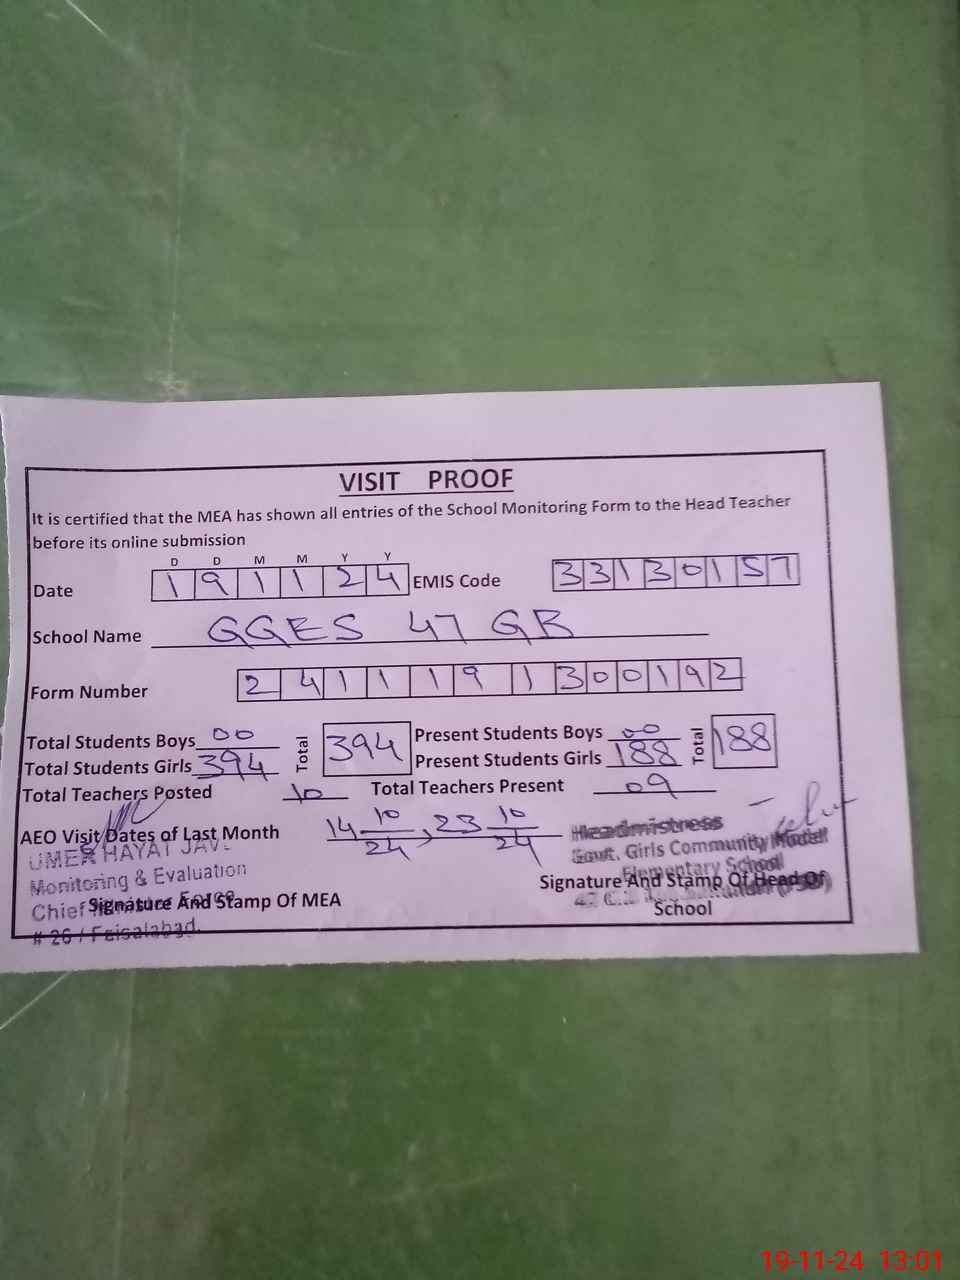 VISIT PROOF
It is certified that the MEA has shown all entries of the School Monitoring Form to the Head Teacher
before its online submission
D D M M Y Y
Date 1 9 1 1 2 4 EMIS Code 3 3 1 3 0 1 5 7
School Name GGES 47 GB
Form Number 2 4 1 1 1 9 1 3 0 0 1 9 2
Total Students Boys 00 Total 394 Present Students Boys 00 Total 188
Total Students Girls 394 Present Students Girls 188
Total Teachers Posted 10 Total Teachers Present 09
AEO Visit Dates of Last Month 14 10/24, 23 10/24
Headmistress
UMER HAYAT
Govt. Girls Community Model
Monitoring & Evaluation
Elementary School
Chief
Signature And Stamp Of MEA
Signature And Stamp Of Head Of
School
# 26 / Faisalabad.
19-11-24 13:01